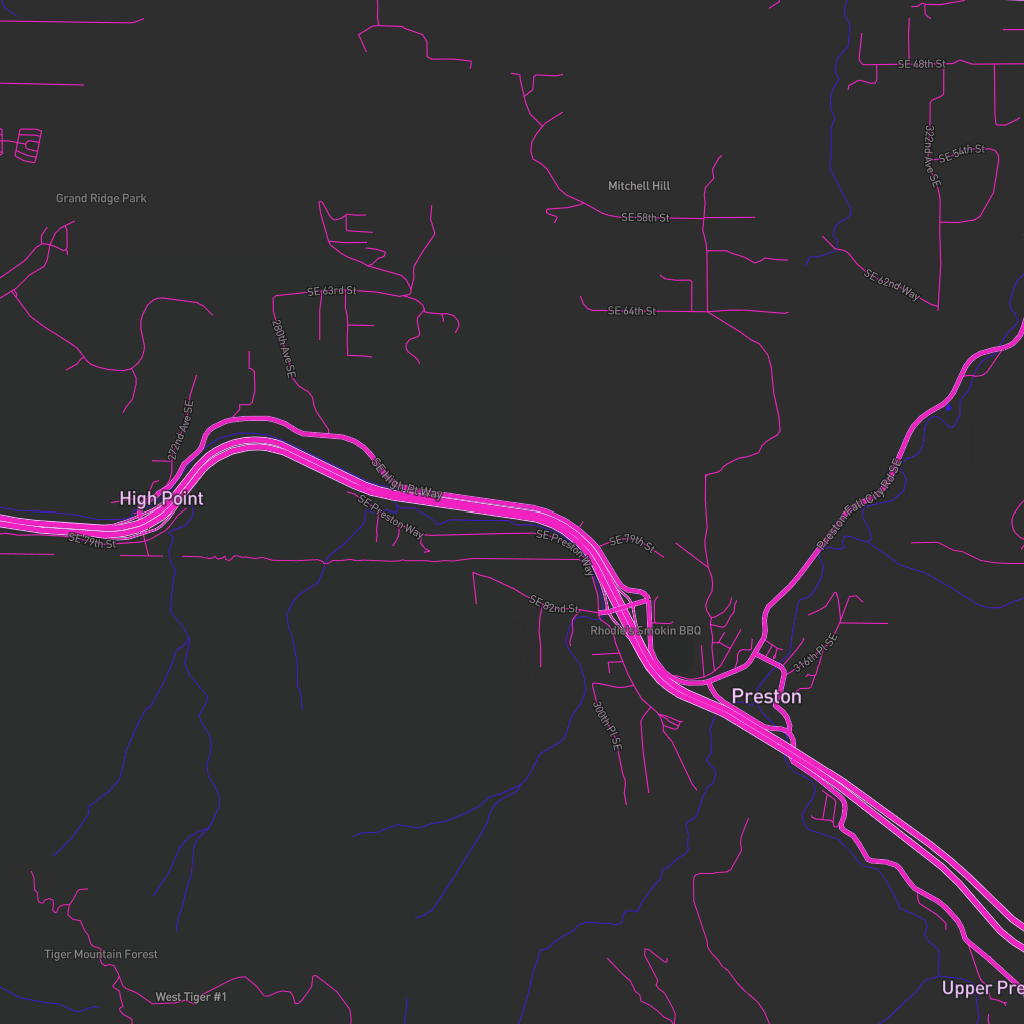 SE 48th St
322nd Ave SE
SE 54th St
Mitchell Hill
Grand Ridge Park
SE 58th St
SE 62nd Way
SE 63rd St
SE 64th St
280th Ave SE
272nd Ave SE
SE High Pt Way
High Point
SE Preston Way
Preston Fall City Rd SE
SE 79th St
SE Preston Way
SE 79th St
SE 82nd St
Rhodie's Smokin BBQ
316th Pl SE
Preston
300th Pl SE
Tiger Mountain Forest
West Tiger #1
Upper Pre